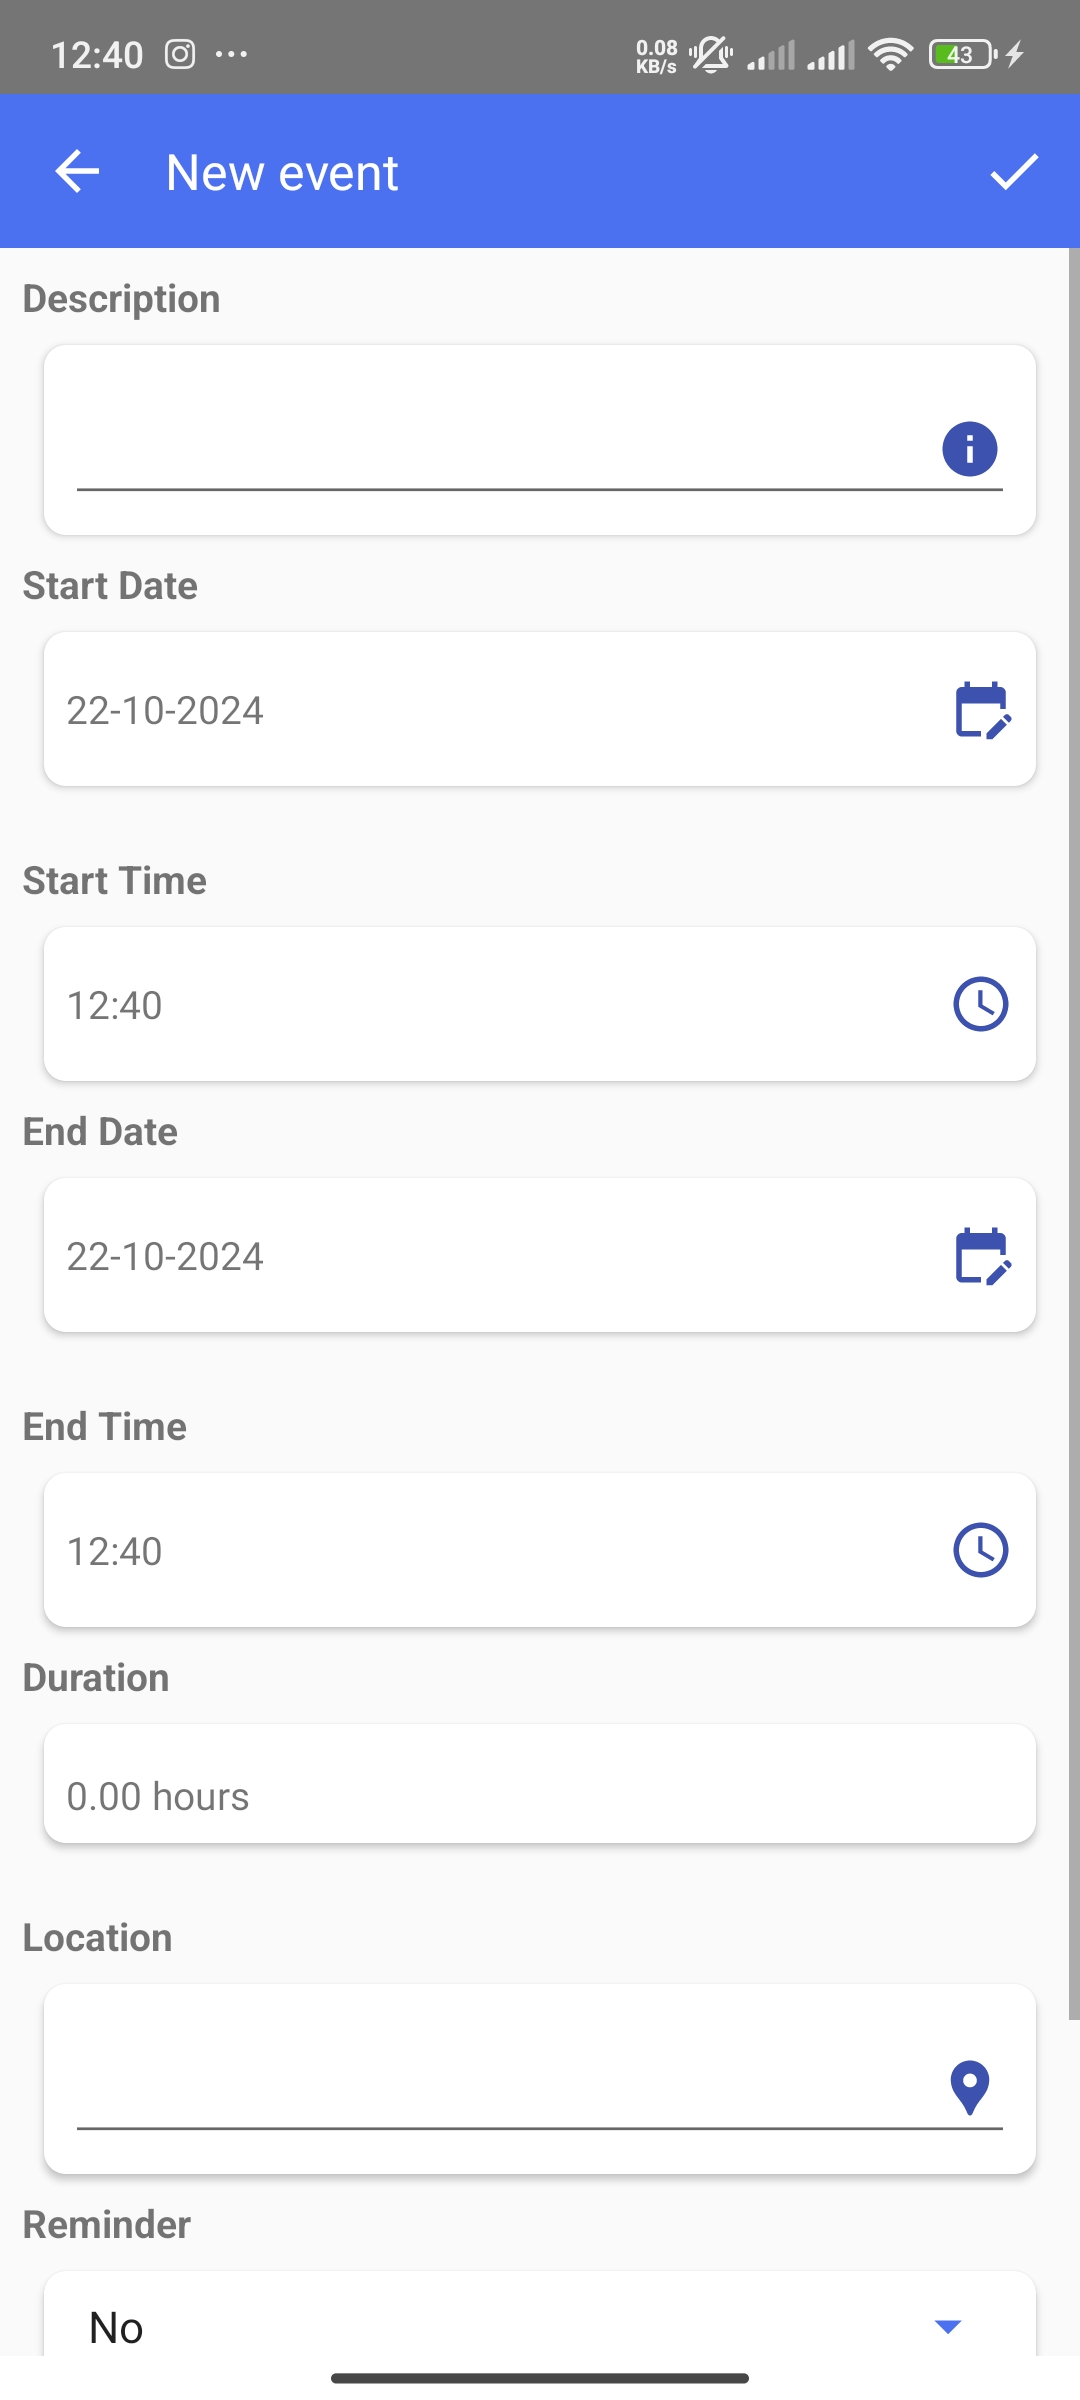 12:40
0.08
KB/s
43
New event
Description
Start Date
22-10-2024
Start Time
12:40
End Date
22-10-2024
End Time
12:40
Duration
0.00 hours
Location
Reminder
No